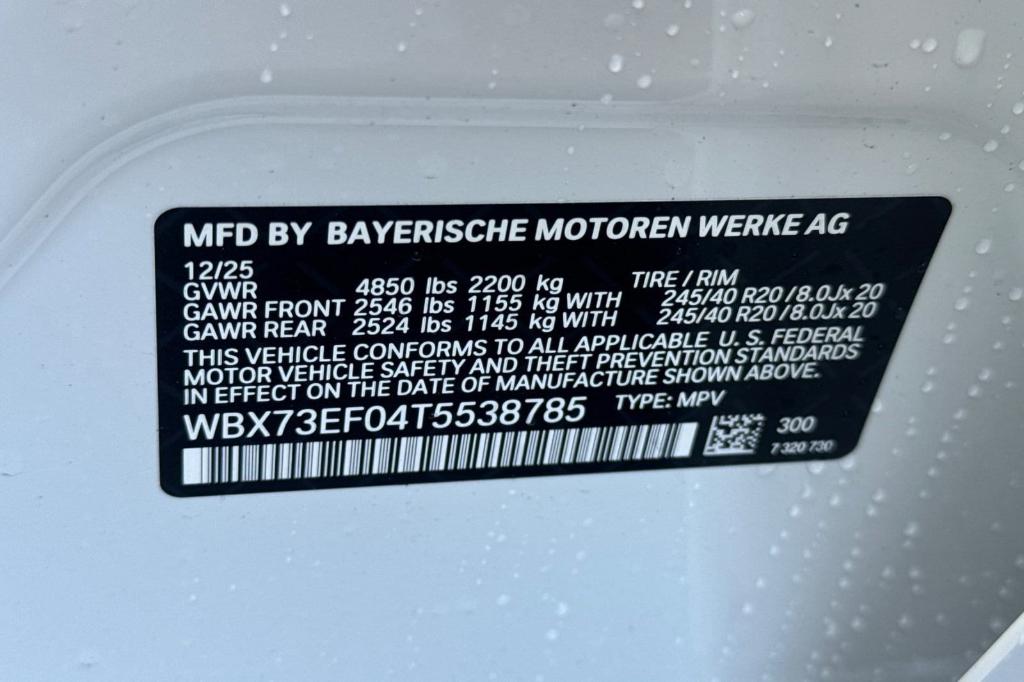 MFD BY BAYERISCHE MOTOREN WERKE AG
12/25
GVWR 4850 lbs 2200 kg TIRE / RIM
GAWR FRONT 2546 lbs 1155 kg WITH 245/40 R20 / 8.0Jx 20
GAWR REAR 2524 lbs 1145 kg WITH 245/40 R20 / 8.0Jx 20
THIS VEHICLE CONFORMS TO ALL APPLICABLE U. S. FEDERAL
MOTOR VEHICLE SAFETY AND THEFT PREVENTION STANDARDS
IN EFFECT ON THE DATE OF MANUFACTURE SHOWN ABOVE.
WBX73EF04T5538785 TYPE: MPV
300
7 320 730